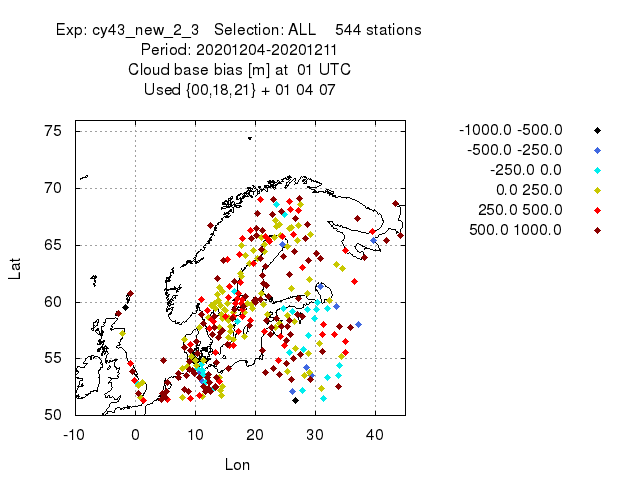 Exp: cy43_new_2_3   Selection: ALL    544 stations
Period: 20201204-20201211
Cloud base bias [m] at  01 UTC
Used {00,18,21} + 01 04 07
-1000.0 -500.0
-500.0 -250.0
-250.0 0.0
0.0 250.0
250.0 500.0
500.0 1000.0
75
70
65
60
55
50
Lat
-10 0 10 20 30 40
Lon